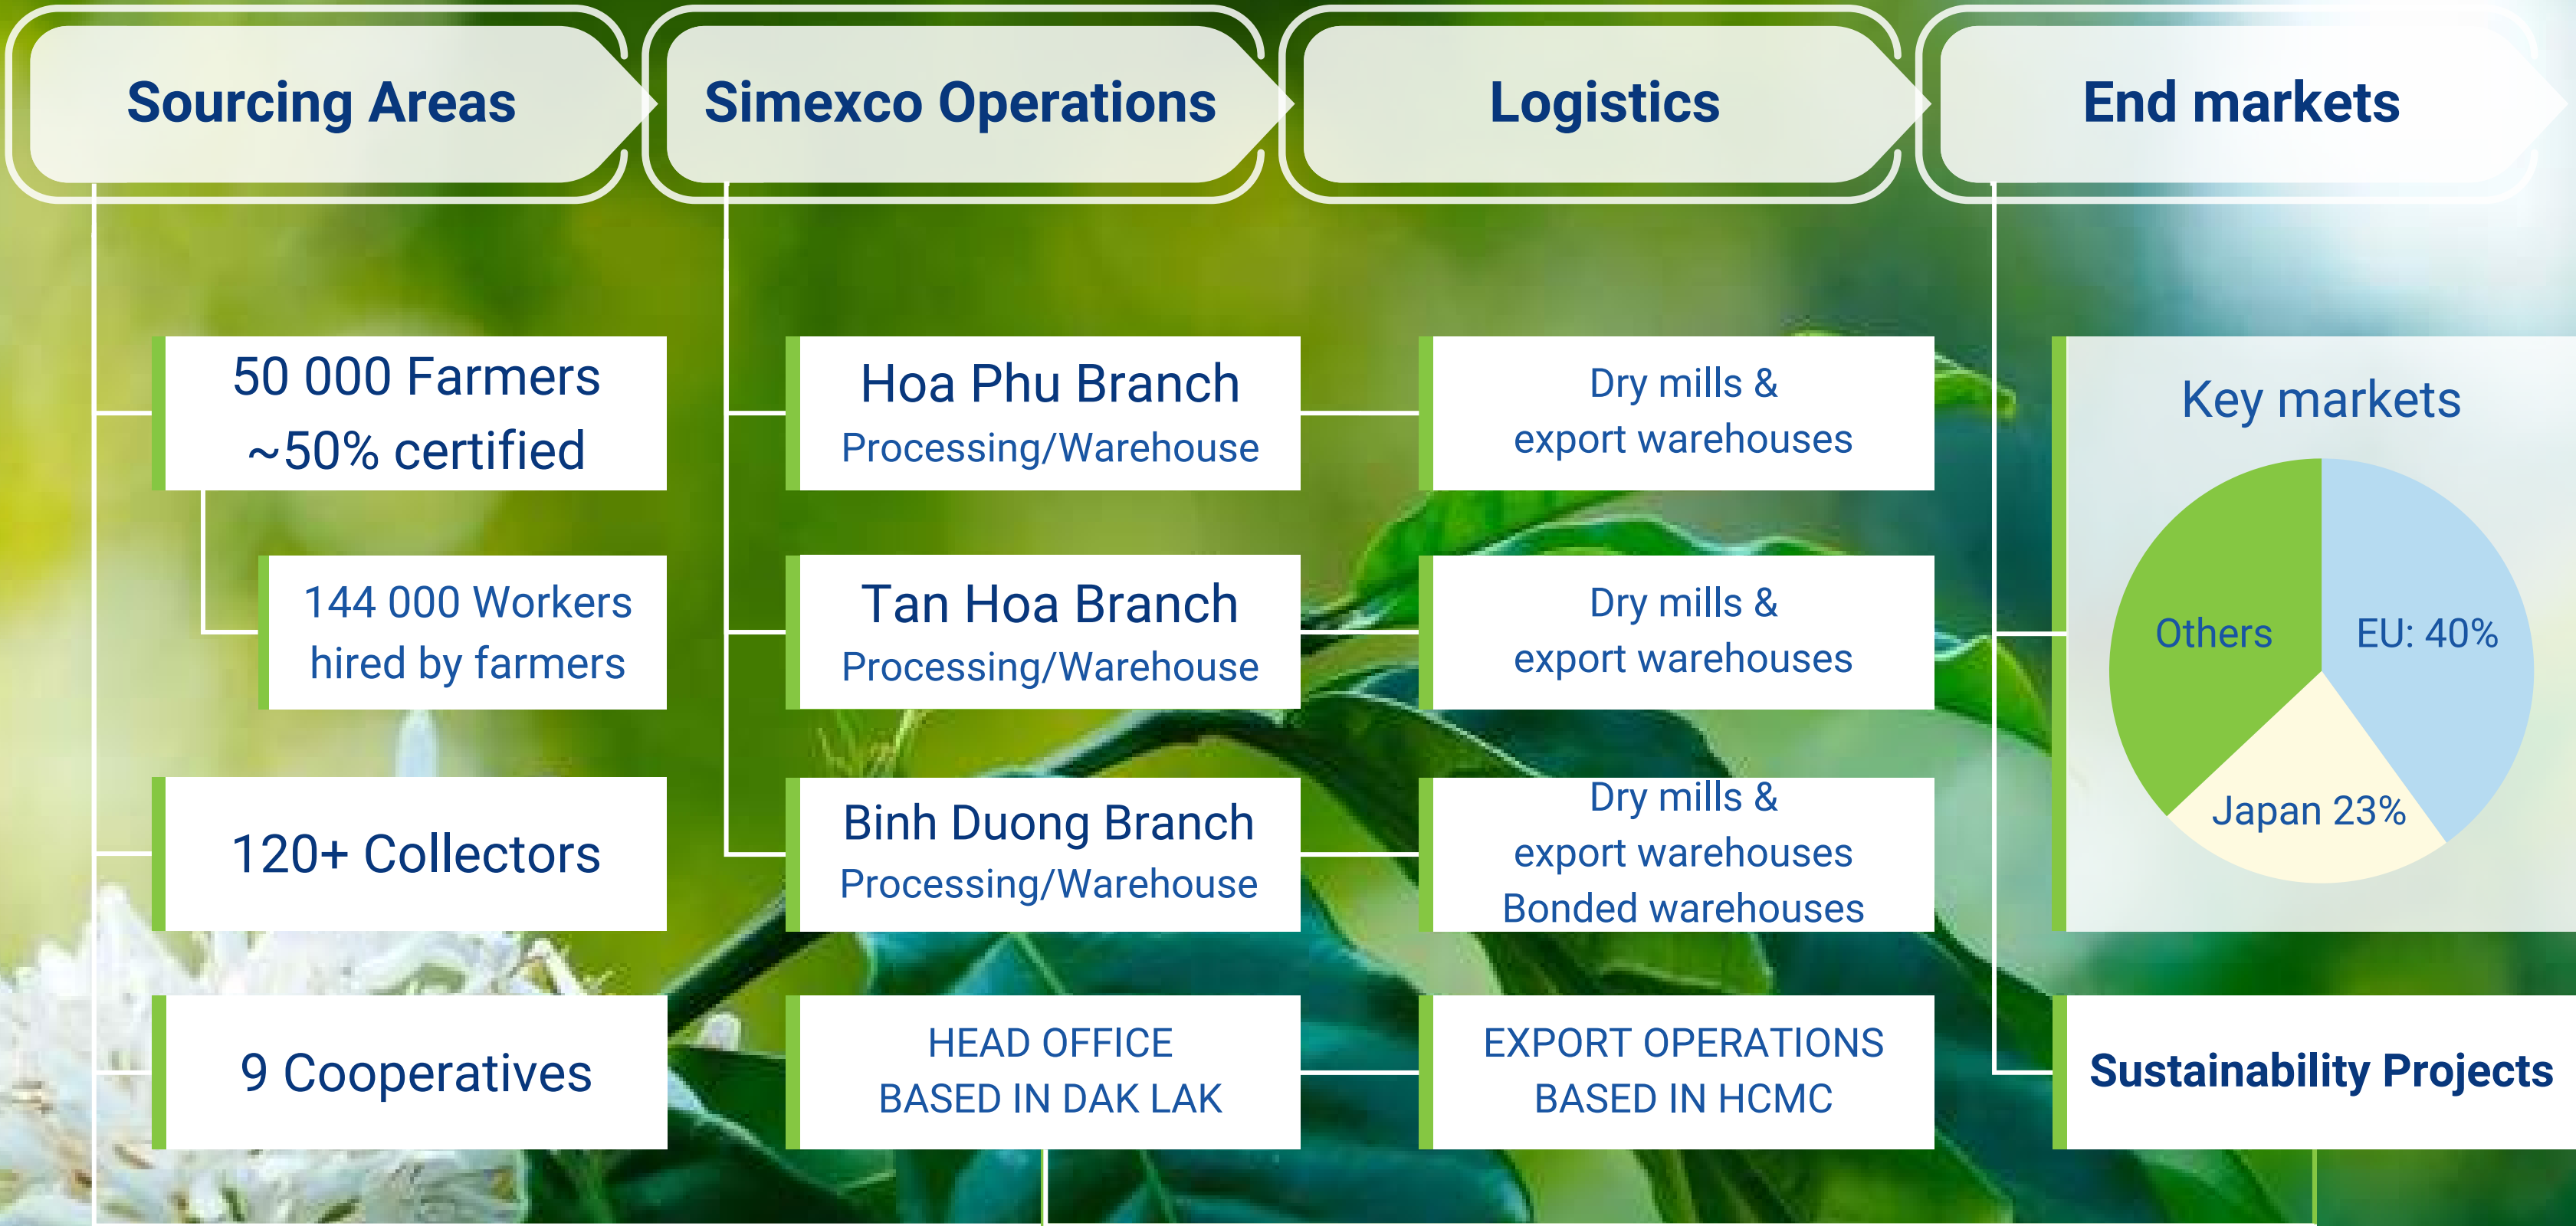 Sourcing Areas
Simexco Operations
Logistics
End markets
50 000 Farmers
~50% certified
144 000 Workers
hired by farmers
120+ Collectors
9 Cooperatives
Hoa Phu Branch
Processing/Warehouse
Tan Hoa Branch
Processing/Warehouse
Binh Duong Branch
Processing/Warehouse
HEAD OFFICE
BASED IN DAK LAK
Dry mills &
export warehouses
Dry mills &
export warehouses
Dry mills &
export warehouses
Bonded warehouses
EXPORT OPERATIONS
BASED IN HCMC
Key markets
Others
EU: 40%
Japan 23%
Sustainability Projects